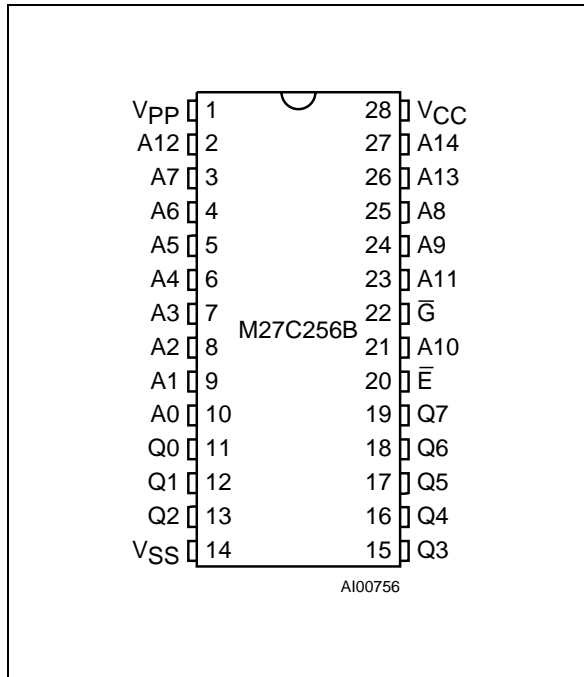 VPP 1 28 VCC
A12 2 27 A14
A7 3 26 A13
A6 4 25 A8
A5 5 24 A9
A4 6 23 A11
A3 7 22 G̅
M27C256B
A2 8 21 A10
A1 9 20 E̅
A0 10 19 Q7
Q0 11 18 Q6
Q1 12 17 Q5
Q2 13 16 Q4
VSS 14 15 Q3
AI00756